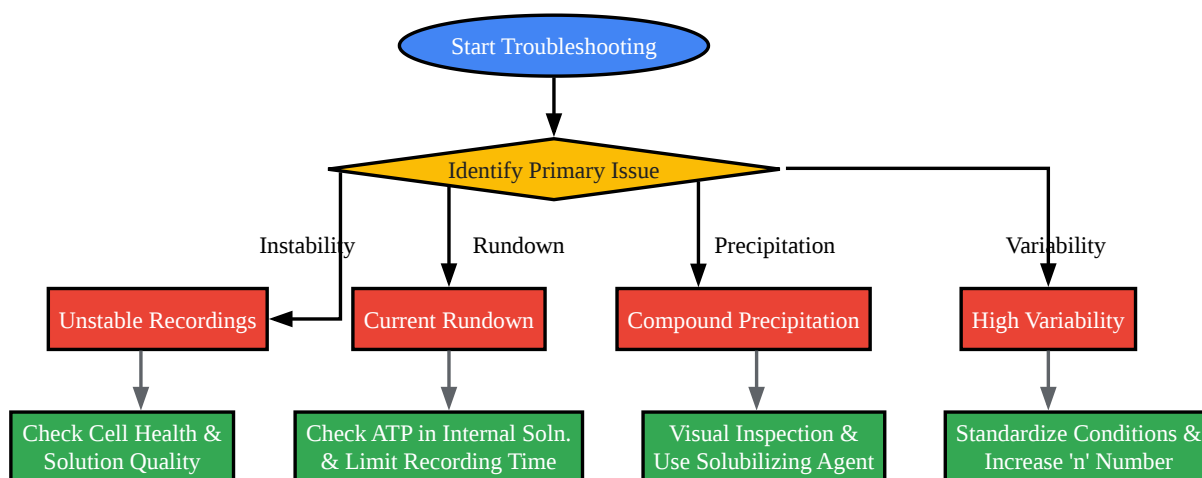 Start Troubleshooting
Identify Primary Issue
Instability
Rundown
Precipitation
Variability
Unstable Recordings
Current Rundown
Compound Precipitation
High Variability
Check Cell Health &
Solution Quality
Check ATP in Internal Soln.
& Limit Recording Time
Visual Inspection &
Use Solubilizing Agent
Standardize Conditions &
Increase 'n' Number